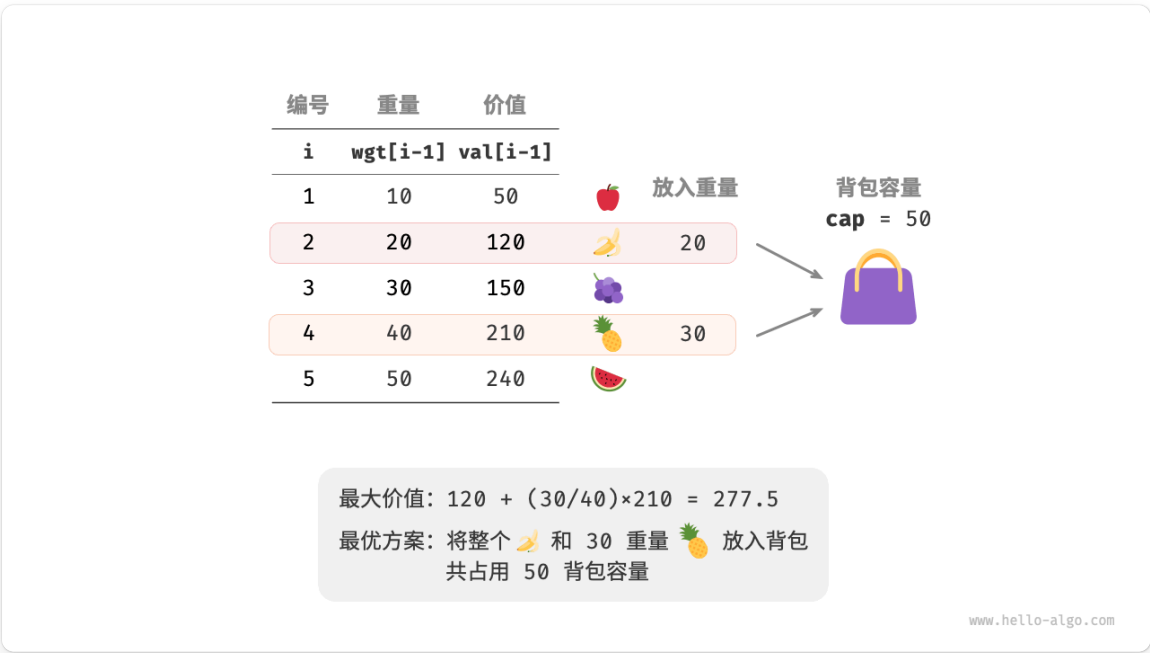 编号 重量 价值
i wgt[i-1] val[i-1]
放入重量 背包容量
1 10 50
cap = 50
2 20 120 20
3 30 150
4 40 210 30
5 50 240
最大价值: 120 + (30/40)×210 = 277.5
最优方案: 将整个 和 30 重量 放入背包
共占用 50 背包容量
www.hello-algo.com